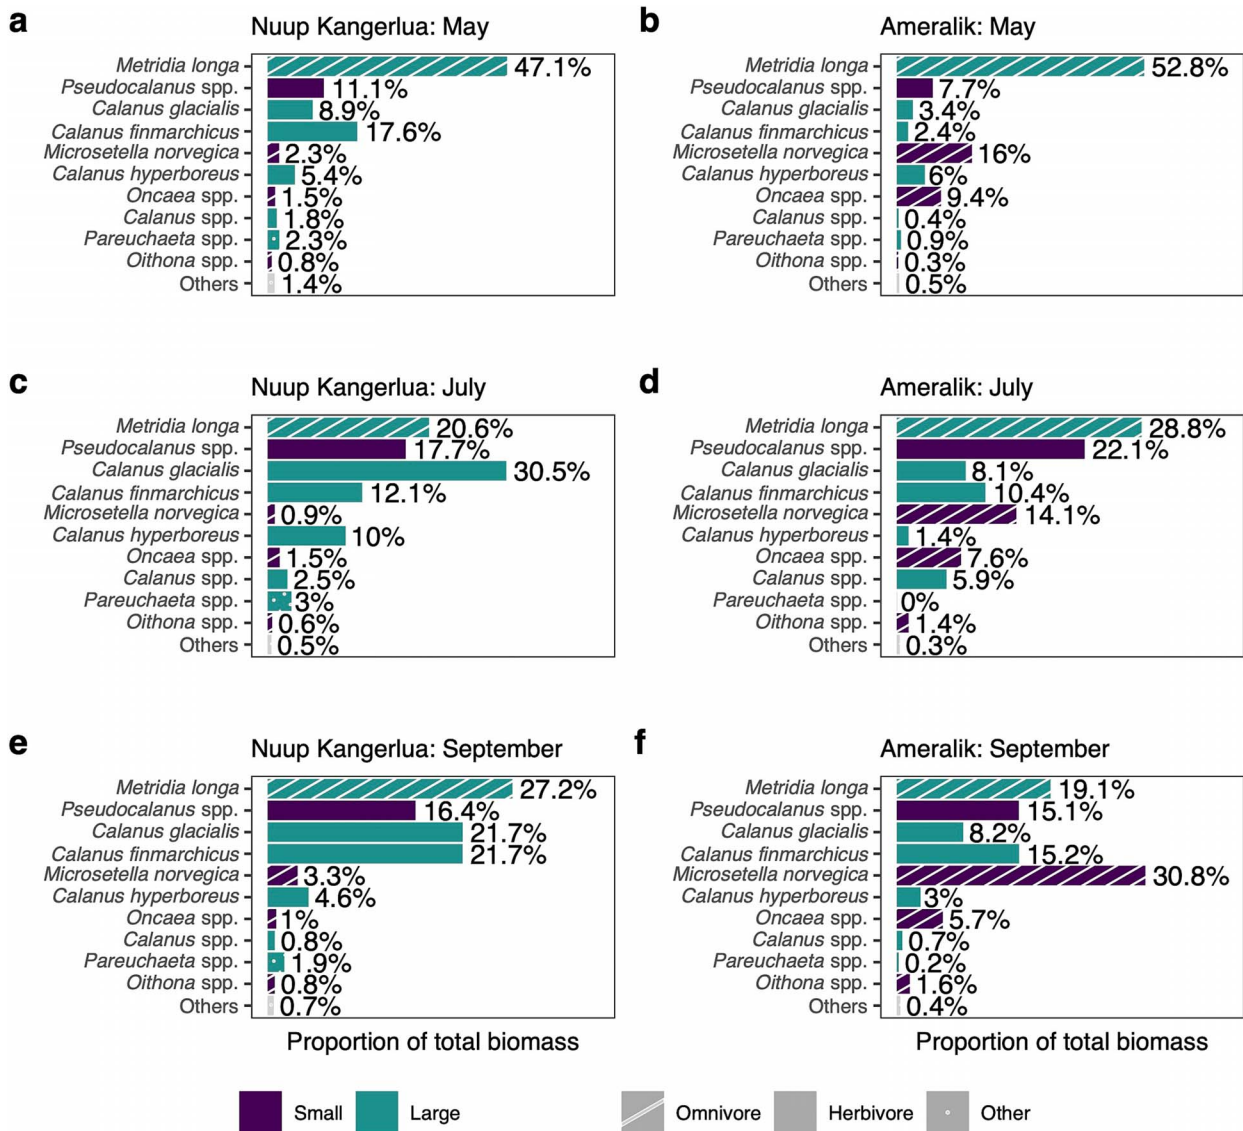 a
Nuup Kangerlua: May
Metridia longa 47.1%
Pseudocalanus spp. 11.1%
Calanus glacialis 8.9%
Calanus finmarchicus 17.6%
Microsetella norvegica 2.3%
Calanus hyperboreus 5.4%
Oncaea spp. 1.5%
Calanus spp. 1.8%
Pareuchaeta spp. 2.3%
Oithona spp. 0.8%
Others 1.4%
b
Ameralik: May
Metridia longa 52.8%
Pseudocalanus spp. 7.7%
Calanus glacialis 3.4%
Calanus finmarchicus 2.4%
Microsetella norvegica 16%
Calanus hyperboreus 6%
Oncaea spp. 9.4%
Calanus spp. 0.4%
Pareuchaeta spp. 0.9%
Oithona spp. 0.3%
Others 0.5%
c
Nuup Kangerlua: July
Metridia longa 20.6%
Pseudocalanus spp. 17.7%
Calanus glacialis 30.5%
Calanus finmarchicus 12.1%
Microsetella norvegica 0.9%
Calanus hyperboreus 10%
Oncaea spp. 1.5%
Calanus spp. 2.5%
Pareuchaeta spp. 3%
Oithona spp. 0.6%
Others 0.5%
d
Ameralik: July
Metridia longa 28.8%
Pseudocalanus spp. 22.1%
Calanus glacialis 8.1%
Calanus finmarchicus 10.4%
Microsetella norvegica 14.1%
Calanus hyperboreus 1.4%
Oncaea spp. 7.6%
Calanus spp. 5.9%
Pareuchaeta spp. 0%
Oithona spp. 1.4%
Others 0.3%
e
Nuup Kangerlua: September
Metridia longa 27.2%
Pseudocalanus spp. 16.4%
Calanus glacialis 21.7%
Calanus finmarchicus 21.7%
Microsetella norvegica 3.3%
Calanus hyperboreus 4.6%
Oncaea spp. 1%
Calanus spp. 0.8%
Pareuchaeta spp. 1.9%
Oithona spp. 0.8%
Others 0.7%
Proportion of total biomass
f
Ameralik: September
Metridia longa 19.1%
Pseudocalanus spp. 15.1%
Calanus glacialis 8.2%
Calanus finmarchicus 15.2%
Microsetella norvegica 30.8%
Calanus hyperboreus 3%
Oncaea spp. 5.7%
Calanus spp. 0.7%
Pareuchaeta spp. 0.2%
Oithona spp. 1.6%
Others 0.4%
Proportion of total biomass
Small Large Omnivore Herbivore Other